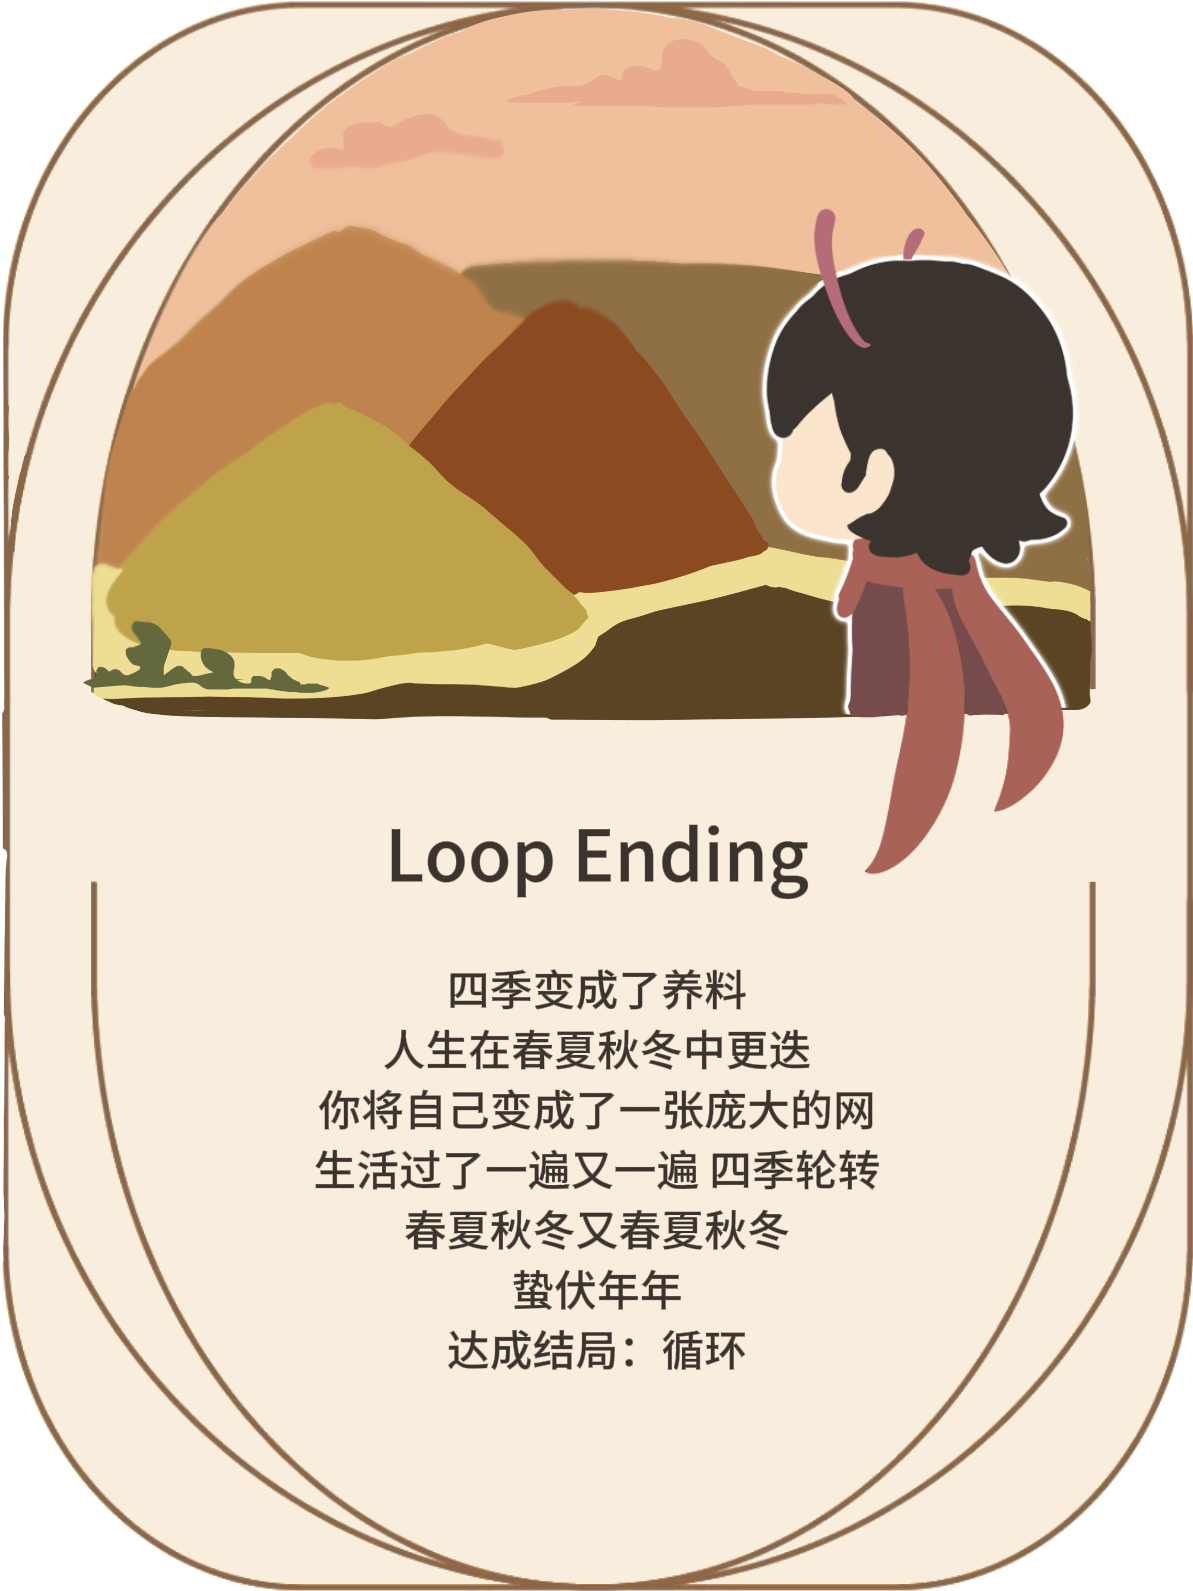 Loop Ending
四季变成了养料
人生在春夏秋冬中更迭
你将自己变成了一张庞大的网
生活过了一遍又一遍 四季轮转
春夏秋冬又春夏秋冬
蛰伏年年
达成结局：循环